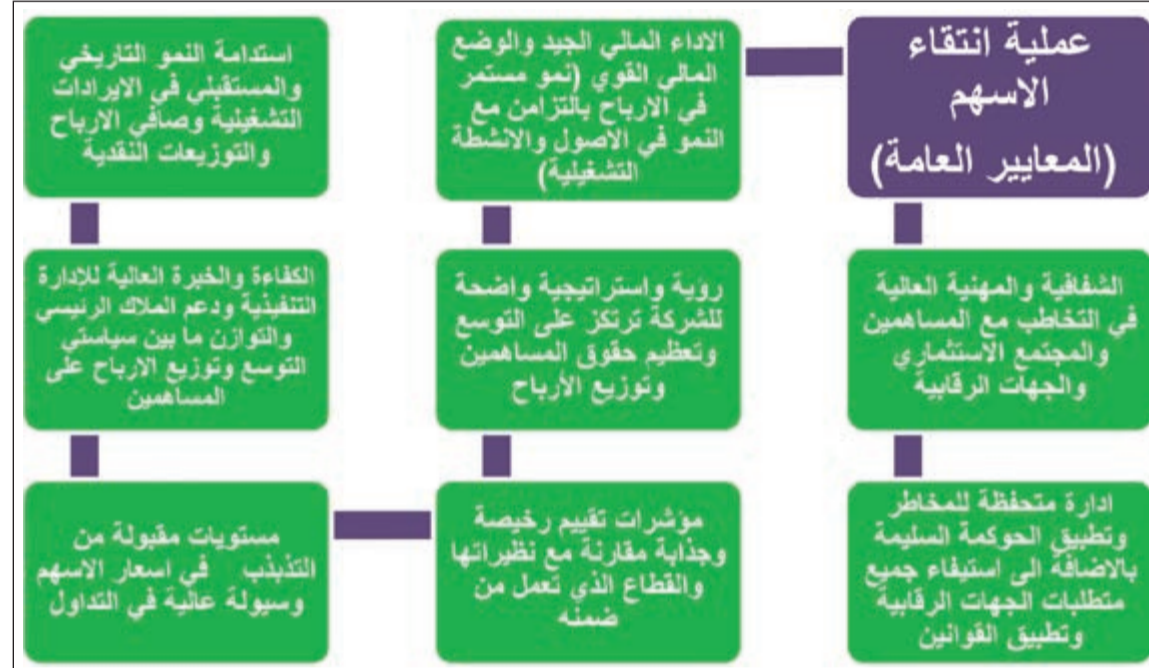 عملية انتقاء
الاسهم
(المعايير العامة)
الاداء المالي الجيد والوضع
المالي القوي (نمو مستمر
في الارباح بالتزامن مع
النمو في الاصول والانشطة
التشغيلية)
استدامة النمو التاريخي
والمستقبلي في الايرادات
التشغيلية وصافي الارباح
والتوزيعات النقدية
الشفافية والمهنية العالية
في التخاطب مع المساهمين
والمجتمع الاستثماري
والجهات الرقابية
رؤية واستراتيجية واضحة
للشركة ترتكز على التوسع
وتعظيم حقوق المساهمين
وتوزيع الأرباح
الكفاءة والخبرة العالية للإدارة
التنفيذية ودعم الملاك الرئيسي
والتوازن ما بين سياستي
التوسع وتوزيع الارباح على
المساهمين
ادارة متحفظة للمخاطر
وتطبيق الحوكمة السليمة
بالاضافة الى استيفاء جميع
متطلبات الجهات الرقابية
وتطبيق القوانين
مؤشرات تقييم رخيصة
وجذابة مقارنة مع نظيراتها
والقطاع الذي تعمل من
ضمنه
مستويات مقبولة من
التذبذب في اسعار الاسهم
وسيولة عالية في التداول